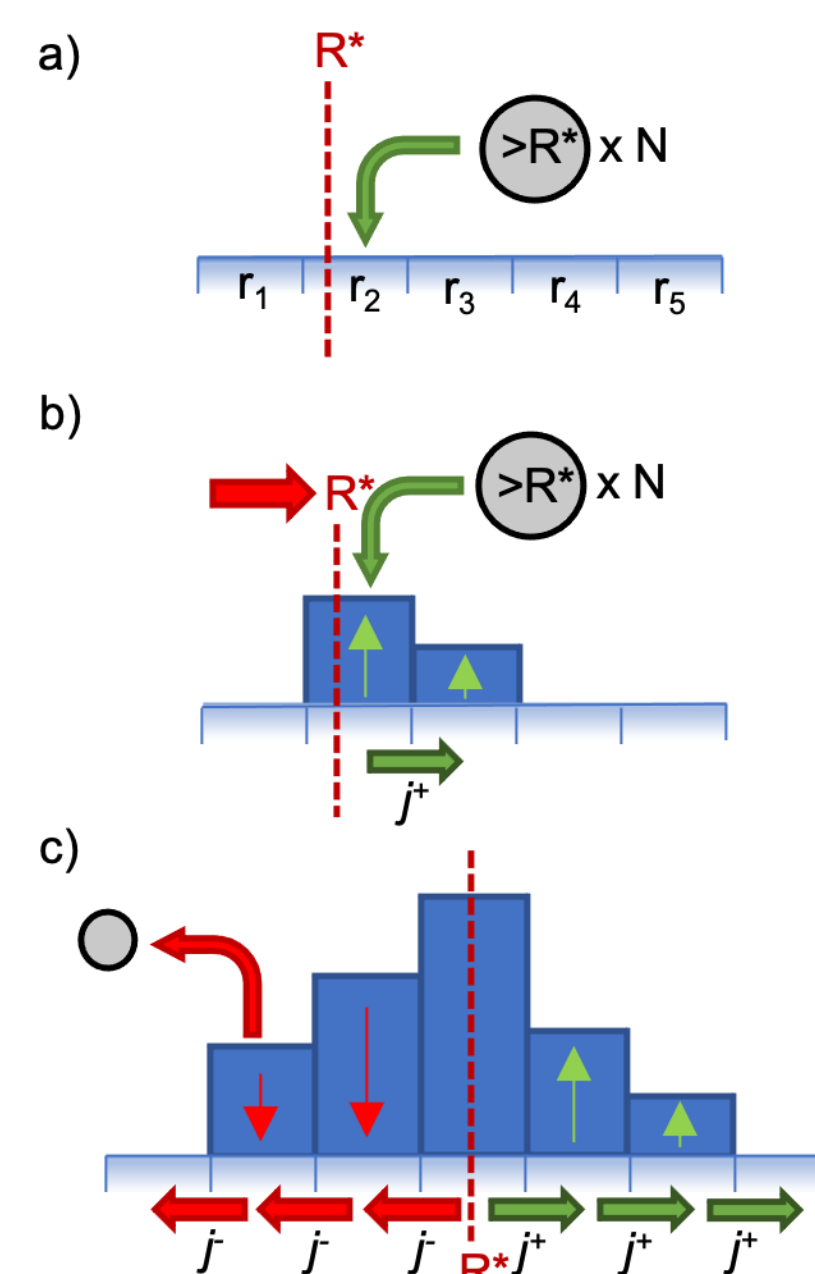 a)
R*
>R* x N
r₁ r₂ r₃ r₄ r₅
b)
R*
>R* x N
j⁺
c)
j⁻ j⁻ j⁻ j⁺ j⁺ j⁺
R*